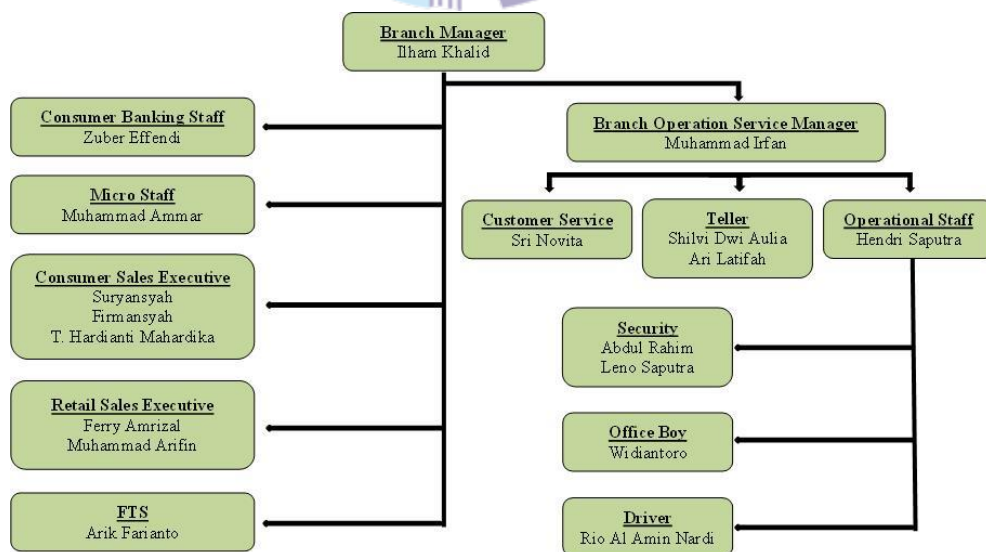 Branch Manager
Ilham Khalid
Consumer Banking Staff
Zuber Effendi
Branch Operation Service Manager
Muhammad Irfan
Micro Staff
Muhammad Ammar
Customer Service
Sri Novita
Teller
Shilvi Dwi Aulia
Ari Latifah
Operational Staff
Hendri Saputra
Consumer Sales Executive
Suryansyah
Firmansyah
T. Hardianti Mahardika
Security
Abdul Rahim
Leno Saputra
Retail Sales Executive
Ferry Amrizal
Muhammad Arifin
Office Boy
Widiantoro
FTS
Arik Farianto
Driver
Rio Al Amin Nardi